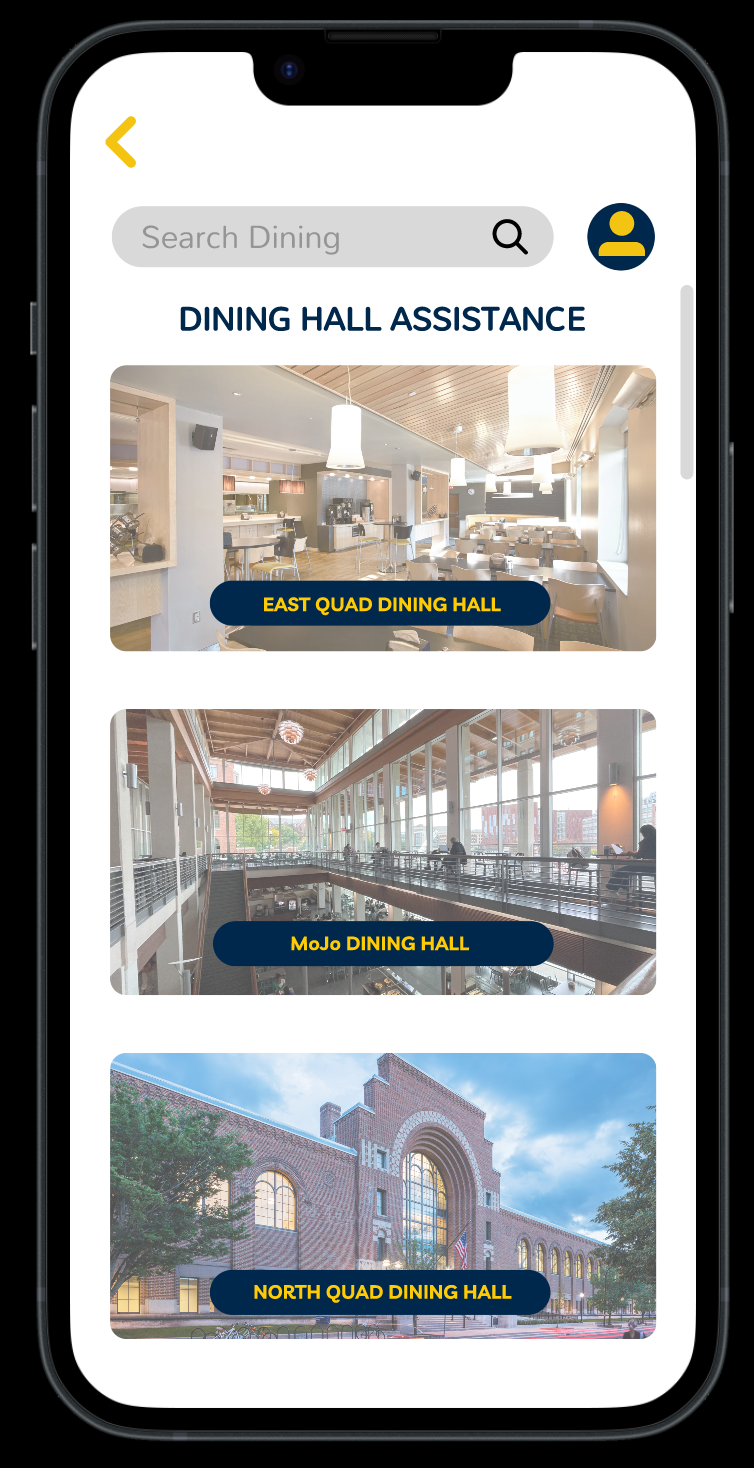 Search Dining
DINING HALL ASSISTANCE
EAST QUAD DINING HALL
MoJo DINING HALL
NORTH QUAD DINING HALL